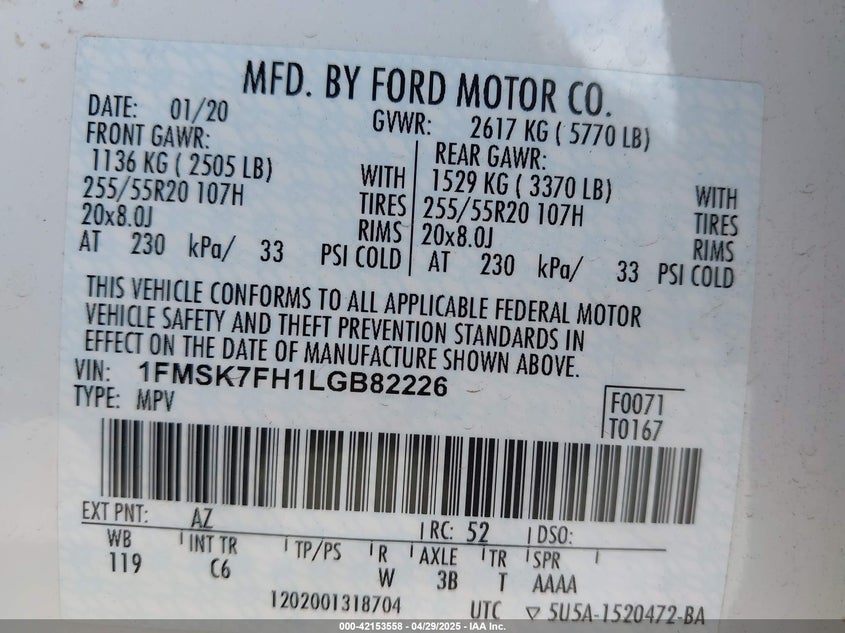 MFD. BY FORD MOTOR CO.
DATE: 01/20
GVWR: 2617 KG ( 5770 LB)
FRONT GAWR:
1136 KG ( 2505 LB) WITH
255/55R20 107H TIRES
20x8.0J RIMS
AT 230 kPa/ 33 PSI COLD
REAR GAWR:
1529 KG ( 3370 LB) WITH
255/55R20 107H TIRES
20x8.0J RIMS
AT 230 kPa/ 33 PSI COLD
THIS VEHICLE CONFORMS TO ALL APPLICABLE FEDERAL MOTOR
VEHICLE SAFETY AND THEFT PREVENTION STANDARDS IN
EFFECT ON THE DATE OF MANUFACTURE SHOWN ABOVE.
VIN: 1FMSK7FH1LGB82226
TYPE: MPV
F0071
T0167
EXT PNT: AZ RC: 52 DSO:
WB INT TR TP/PS R AXLE TR SPR
119 C6 W 3B T AAAA
1202001318704 UTC ▽ 5U5A-1520472-BA
000-42153558 - 04/29/2025 - IAA Inc.